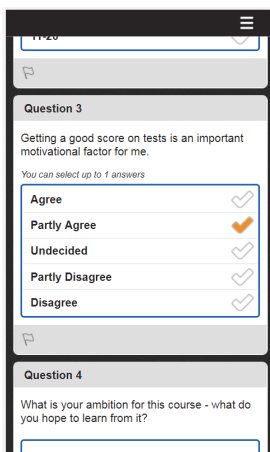 11-20
Question 3
Getting a good score on tests is an important
motivational factor for me.
You can select up to 1 answers
Agree
Partly Agree
Undecided
Partly Disagree
Disagree
Question 4
What is your ambition for this course - what do
you hope to learn from it?